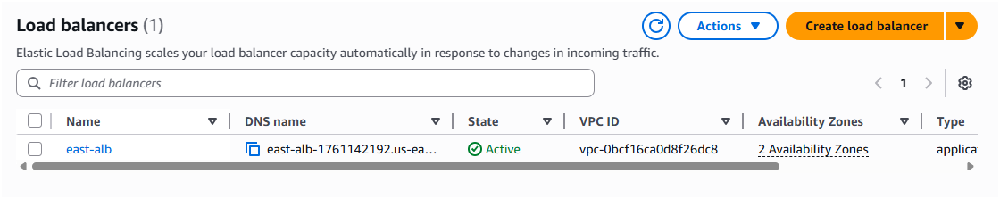 Load balancers (1)
Actions
Create load balancer
Elastic Load Balancing scales your load balancer capacity automatically in response to changes in incoming traffic.
Filter load balancers
1
Name DNS name State VPC ID Availability Zones Type
east-alb east-alb-1761142192.us-ea... Active vpc-0bcf16ca0d8f26dc8 2 Availability Zones applica